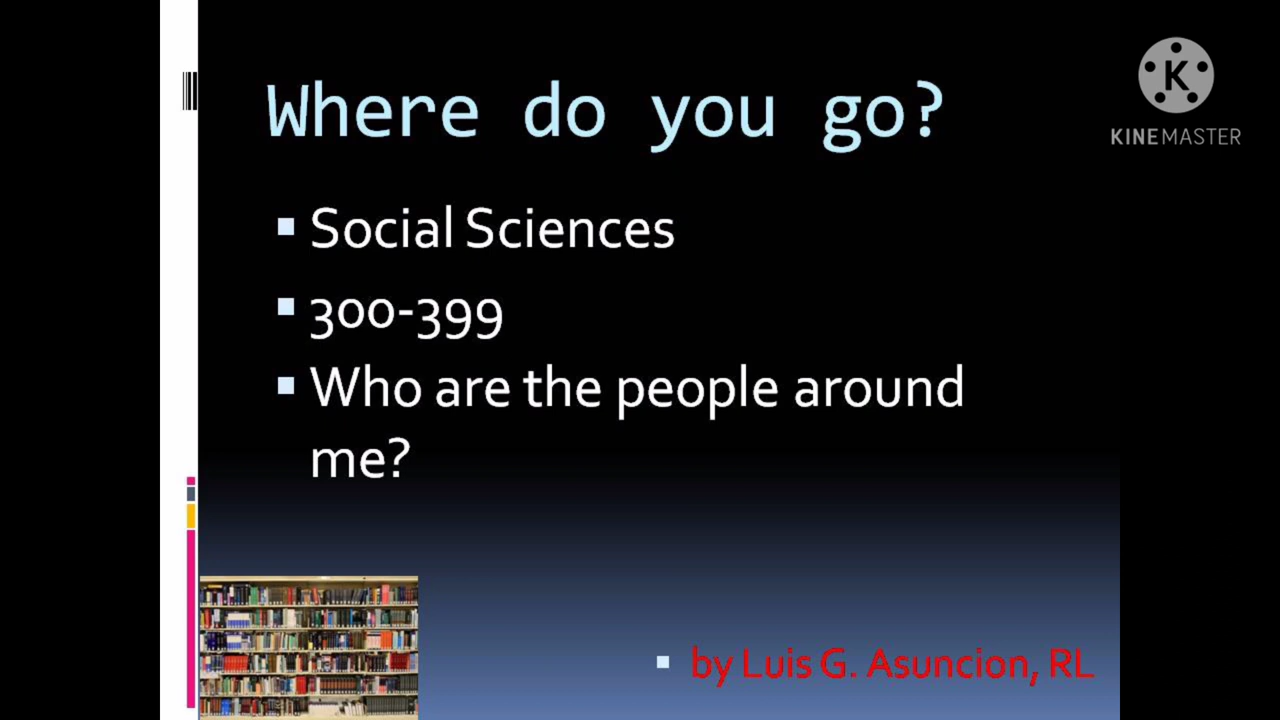 Where do you go?
K
KINEMASTER
Social Sciences
300-399
Who are the people around
me?
by Luis G. Asuncion, RL